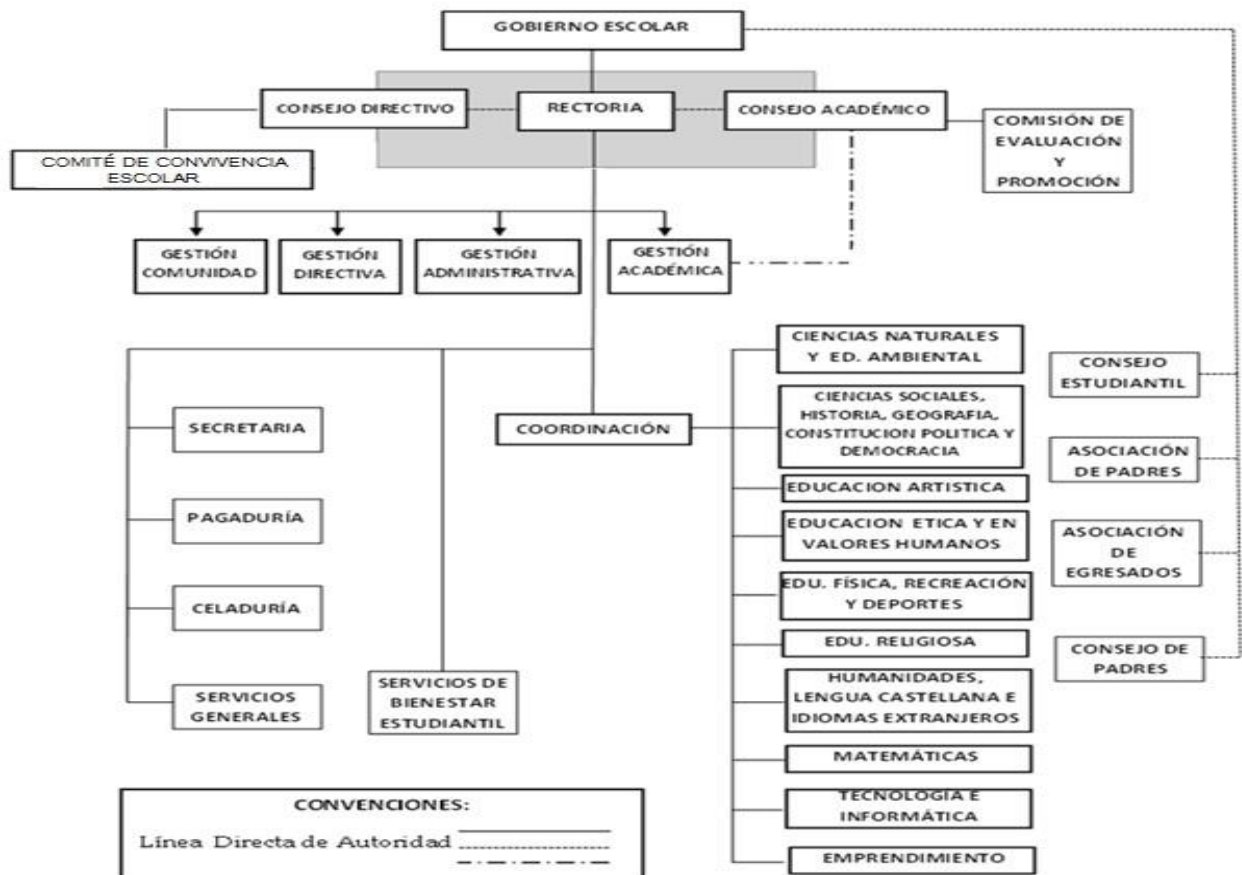 GOBIERNO ESCOLAR
CONSEJO DIRECTIVO
RECTORIA
CONSEJO ACADÉMICO
COMITÉ DE CONVIVENCIA
ESCOLAR
COMISIÓN DE
EVALUACIÓN
Y
PROMOCIÓN
GESTIÓN
COMUNIDAD
GESTIÓN
DIRECTIVA
GESTIÓN
ADMINISTRATIVA
GESTIÓN
ACADÉMICA
SECRETARIA
PAGADURÍA
CELADURÍA
SERVICIOS
GENERALES
SERVICIOS DE
BIENESTAR
ESTUDIANTIL
COORDINACIÓN
CIENCIAS NATURALES
Y ED. AMBIENTAL
CIENCIAS SOCIALES,
HISTORIA, GEOGRAFIA,
CONSTITUCION POLITICA Y
DEMOCRACIA
EDUCACION ARTISTICA
EDUCACION ETICA Y EN
VALORES HUMANOS
EDU. FÍSICA, RECREACIÓN
Y DEPORTES
EDU. RELIGIOSA
HUMANIDADES,
LENGUA CASTELLANA E
IDIOMAS EXTRANJEROS
MATEMÁTICAS
TECNOLOGIA E
INFORMÁTICA
EMPRENDIMIENTO
CONSEJO
ESTUDIANTIL
ASOCIACIÓN
DE PADRES
ASOCIACIÓN
DE
EGRESADOS
CONSEJO DE
PADRES
CONVENCIONES:
Línea Directa de Autoridad